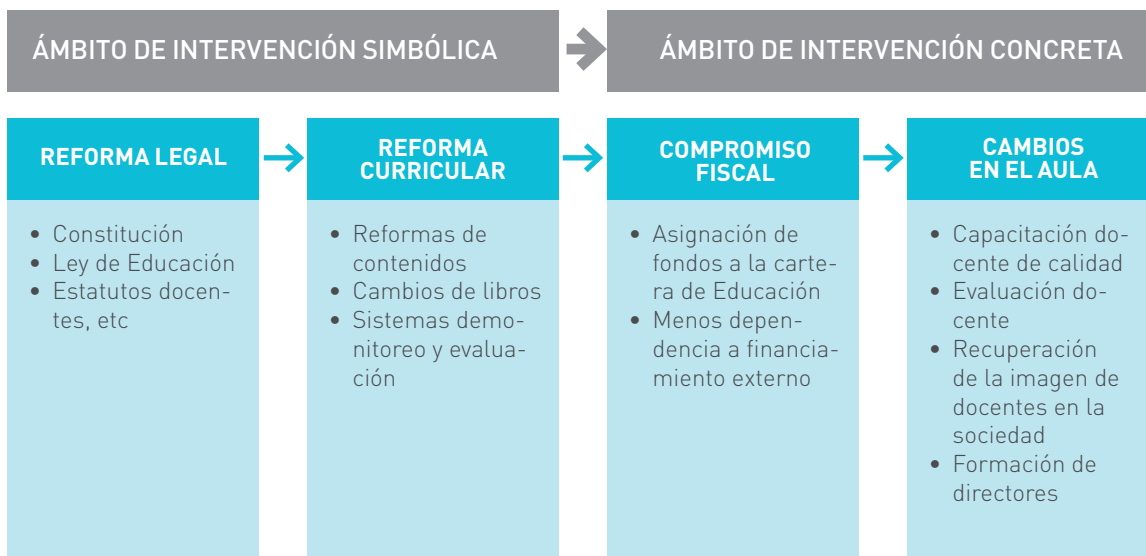 ÁMBITO DE INTERVENCIÓN SIMBÓLICA
ÁMBITO DE INTERVENCIÓN CONCRETA
REFORMA LEGAL
• Constitución
• Ley de Educación
• Estatutos docen-
tes, etc
REFORMA
CURRICULAR
• Reformas de
contenidos
• Cambios de libros
• Sistemas demo-
nitoreo y evalua-
ción
COMPROMISO
FISCAL
• Asignación de
fondos a la carte-
ra de Educación
• Menos depen-
dencia a financia-
miento externo
CAMBIOS
EN EL AULA
• Capacitación do-
cente de calidad
• Evaluación do-
cente
• Recuperación
de la imagen de
docentes en la
sociedad
• Formación de
directores